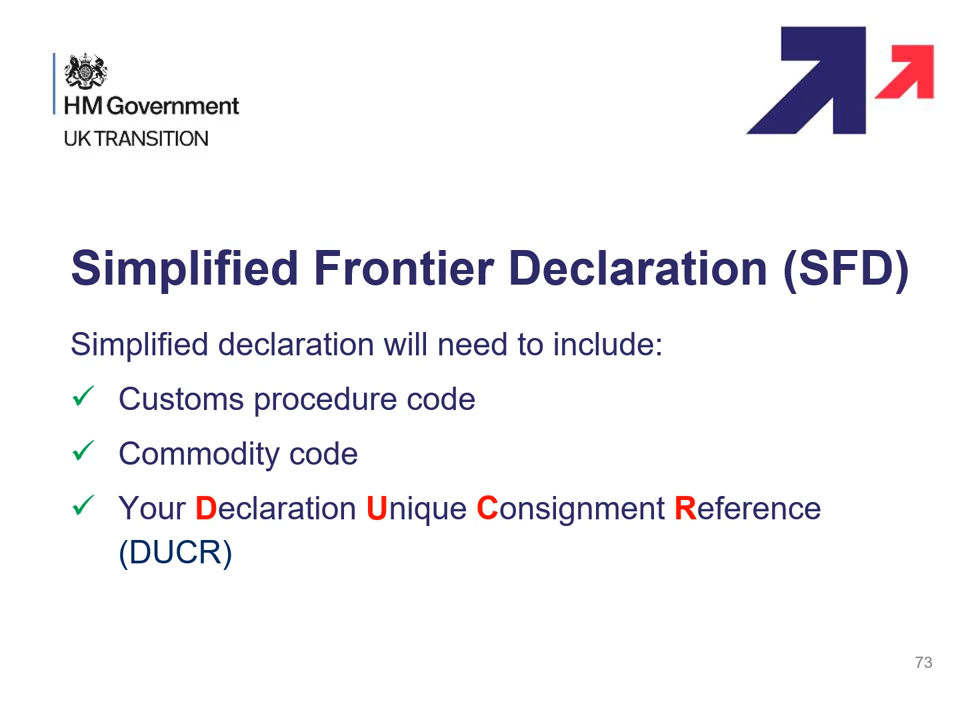 HM Government
UK TRANSITION
Simplified Frontier Declaration (SFD)
Simplified declaration will need to include:
✓ Customs procedure code
✓ Commodity code
✓ Your Declaration Unique Consignment Reference
(DUCR)
73